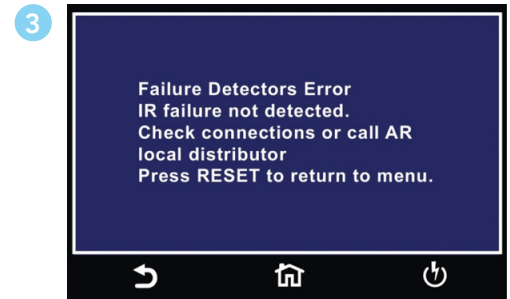 3
Failure Detectors Error
IR failure not detected.
Check connections or call AR
local distributor
Press RESET to return to menu.